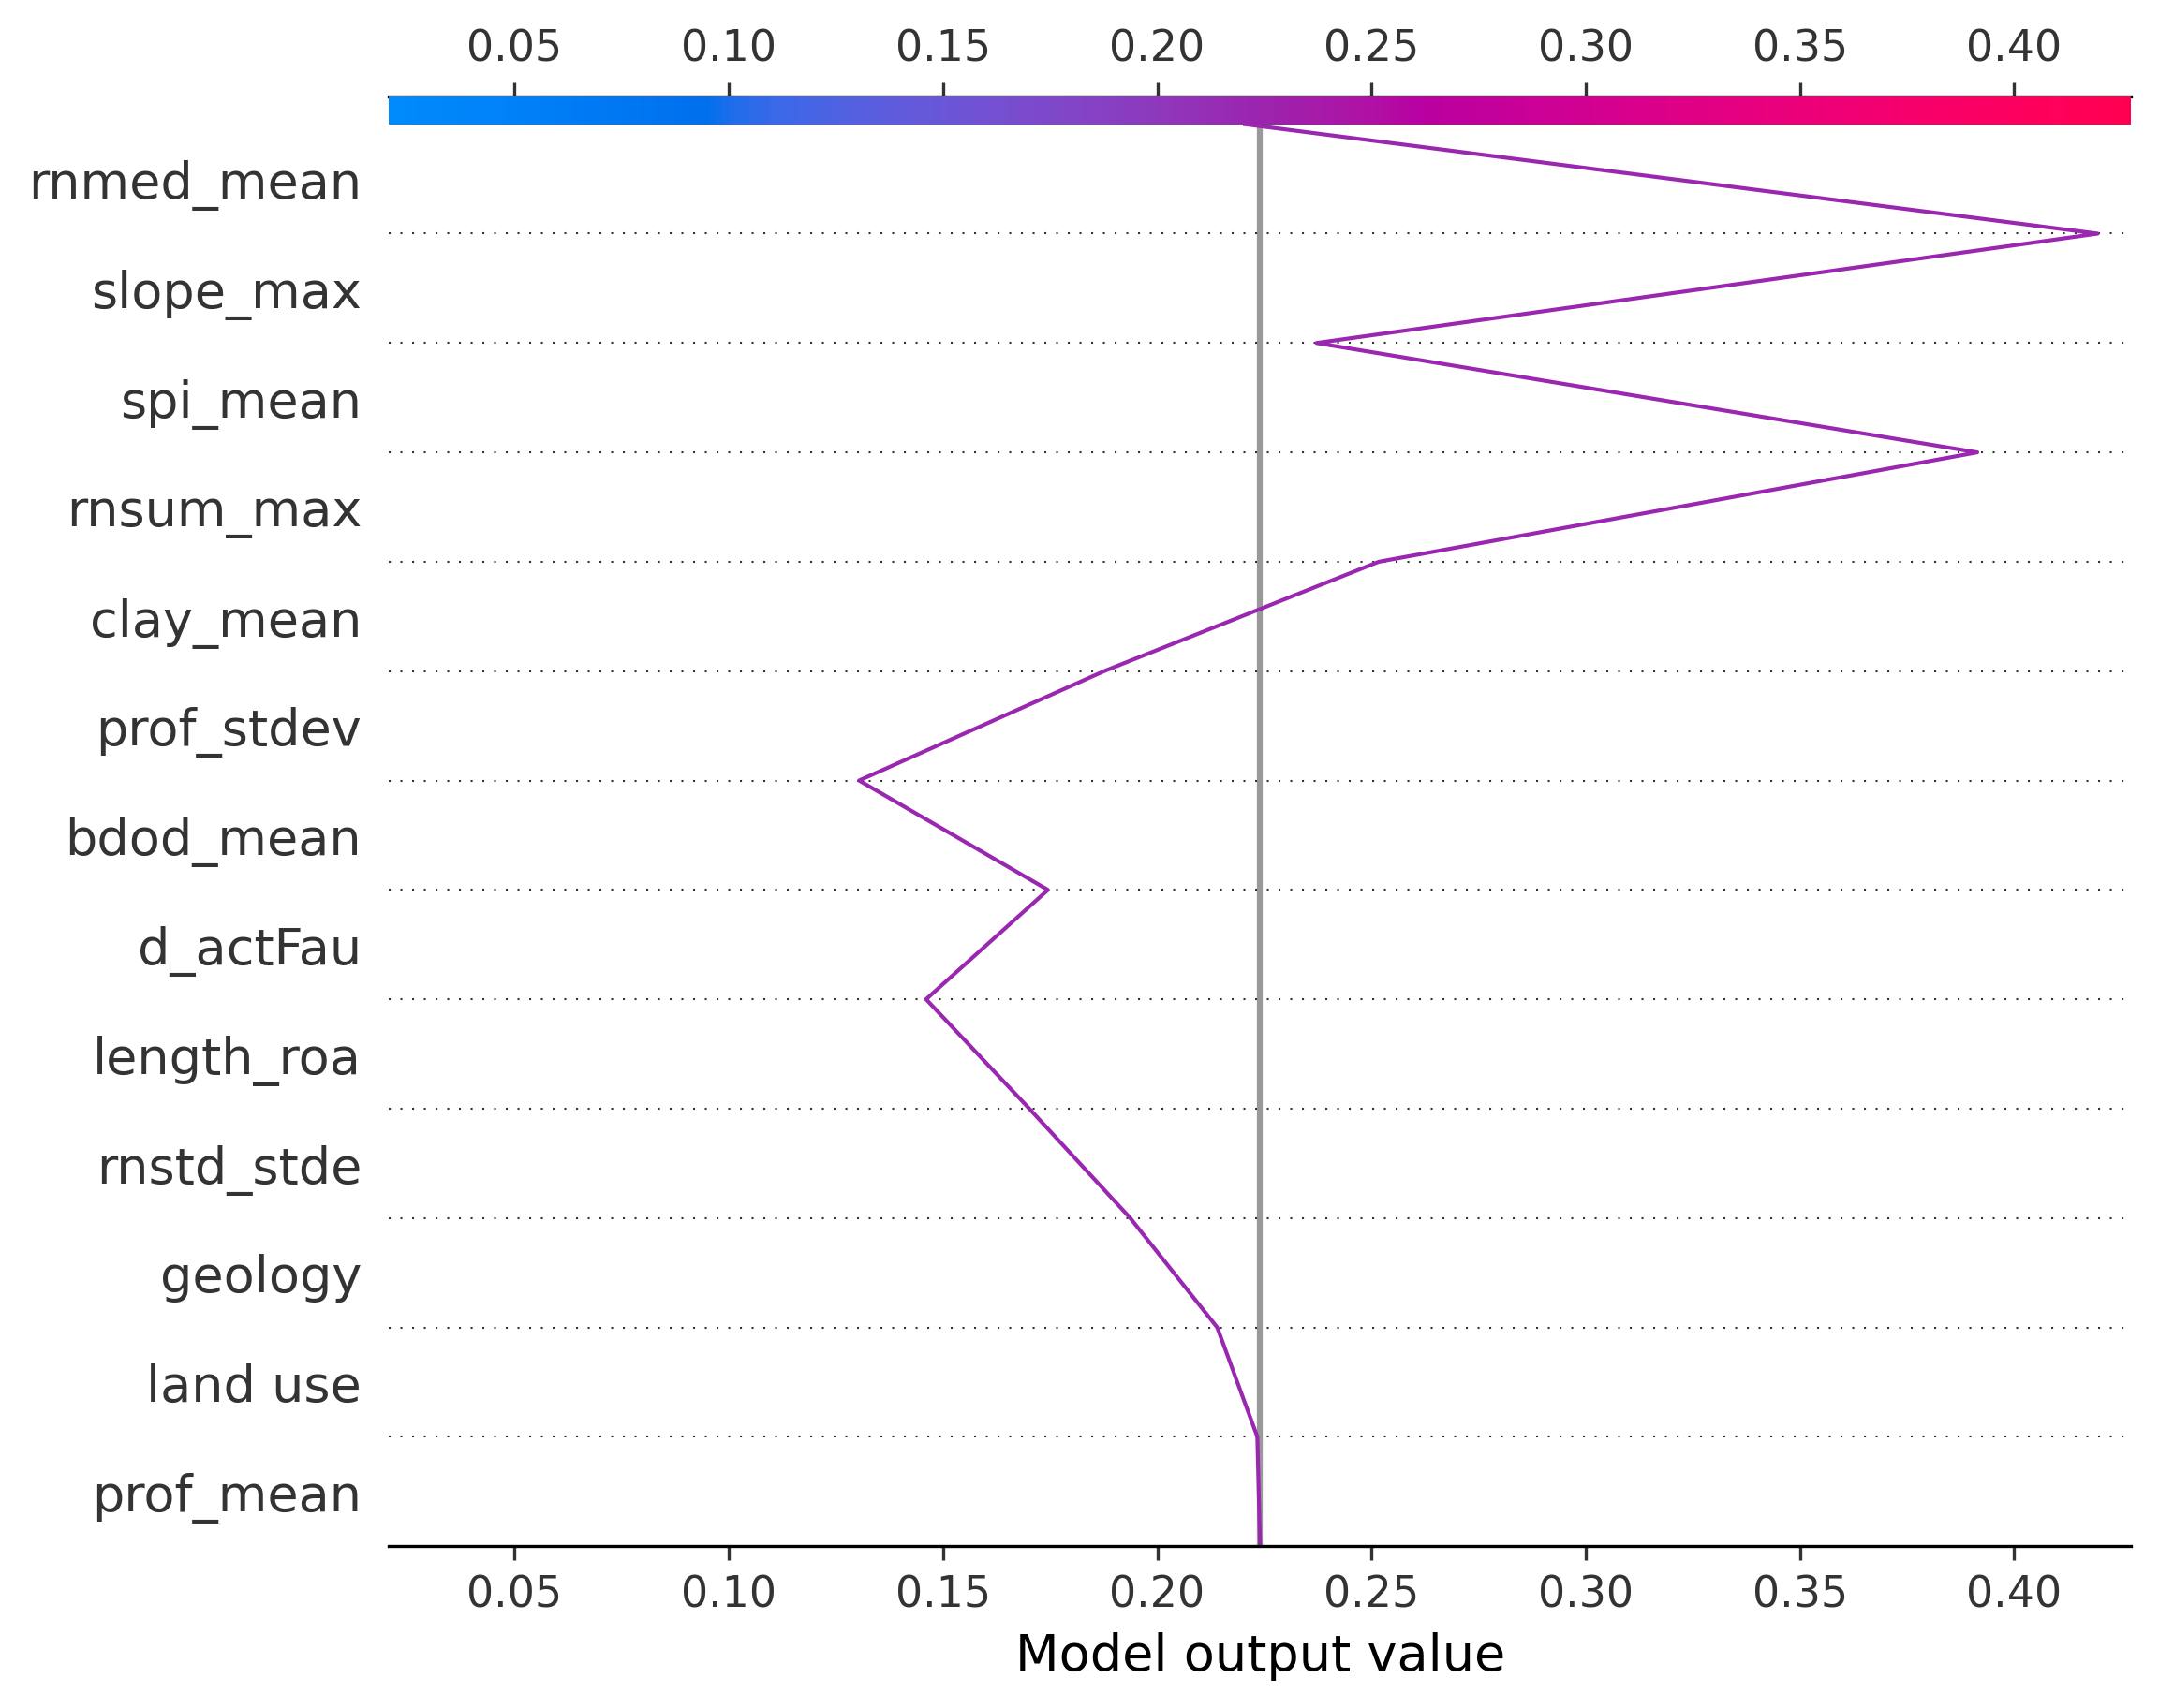 0.05 0.10 0.15 0.20 0.25 0.30 0.35 0.40
rnmed_mean
slope_max
spi_mean
rnsum_max
clay_mean
prof_stdev
bdod_mean
d_actFau
length_roa
rnstd_stde
geology
land use
prof_mean
0.05 0.10 0.15 0.20 0.25 0.30 0.35 0.40
Model output value